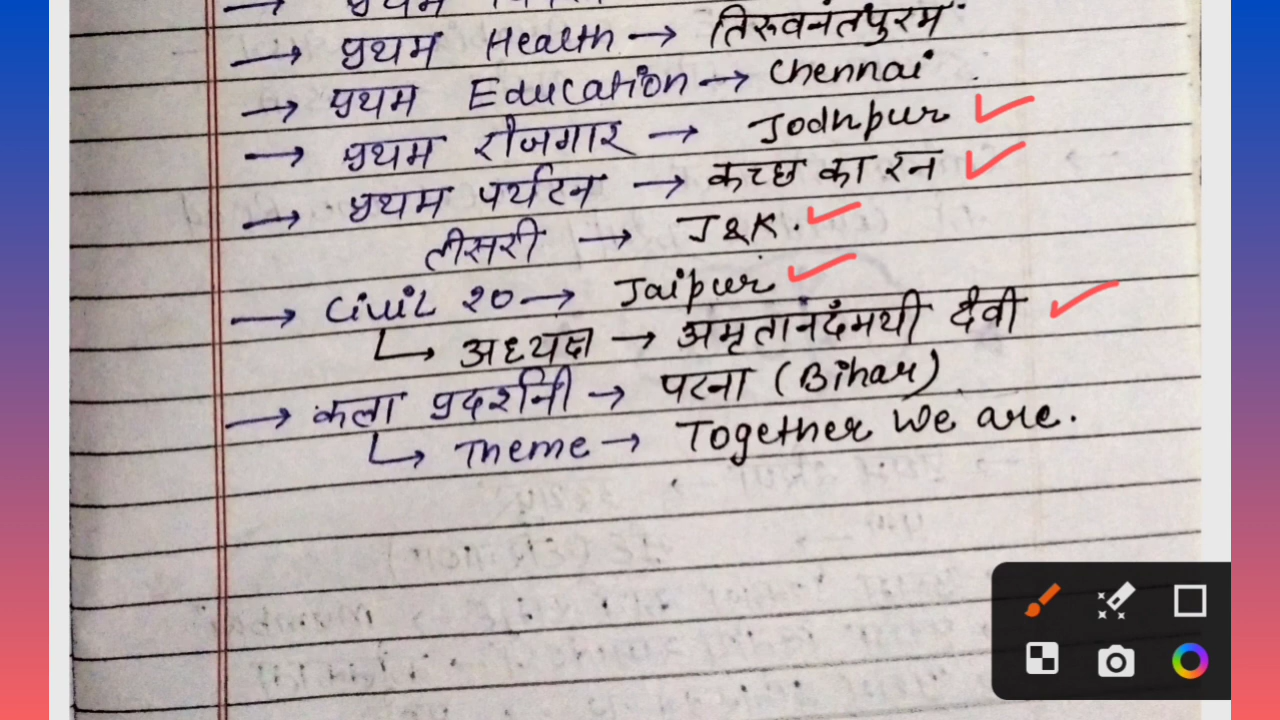 → प्रथम
→ प्रथम Health → तिरुवनंतपुरम
→ प्रथम Education → Chennai.
→ प्रथम रोजगार → Jodhpur
→ प्रथम पर्यटन → कच्छ का रन
तीसरी → J&K.
→ Civil 20 → Jaipur
↳ अध्यक्ष → अमृतानंदमयी देवी
→ कला प्रदर्शनी → पटना (Bihar)
↳ Theme → Together We are.